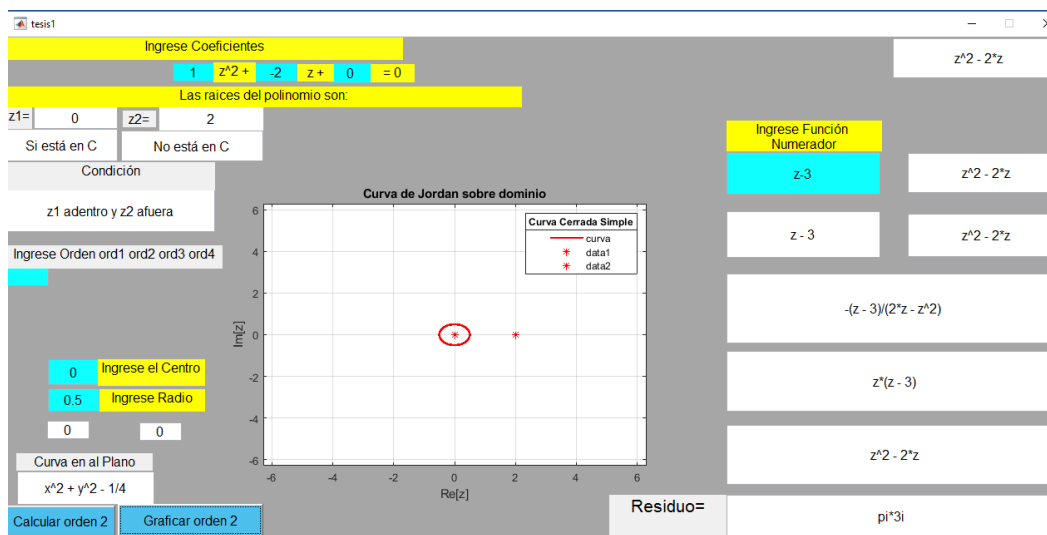 tesis1
Ingrese Coeficientes
1 z^2 + -2 z + 0 = 0
z^2 - 2*z
Las raices del polinomio son:
z1= 0 z2= 2
Si está en C No está en C
Condición
z1 adentro y z2 afuera
Ingrese Orden ord1 ord2 ord3 ord4
0 Ingrese el Centro
0.5 Ingrese Radio
0 0
Curva en al Plano
x^2 + y^2 - 1/4
Calcular orden 2 Graficar orden 2
Curva de Jordan sobre dominio
Curva Cerrada Simple
curva
data1
data2
6
4
2
0
-2
-4
-6
Im[z]
-6 -4 -2 0 2 4 6
Re[z]
Ingrese Función
Numerador
z-3 z^2 - 2*z
z - 3 z^2 - 2*z
-(z - 3)/(2*z - z^2)
z*(z - 3)
z^2 - 2*z
Residuo= pi*3i